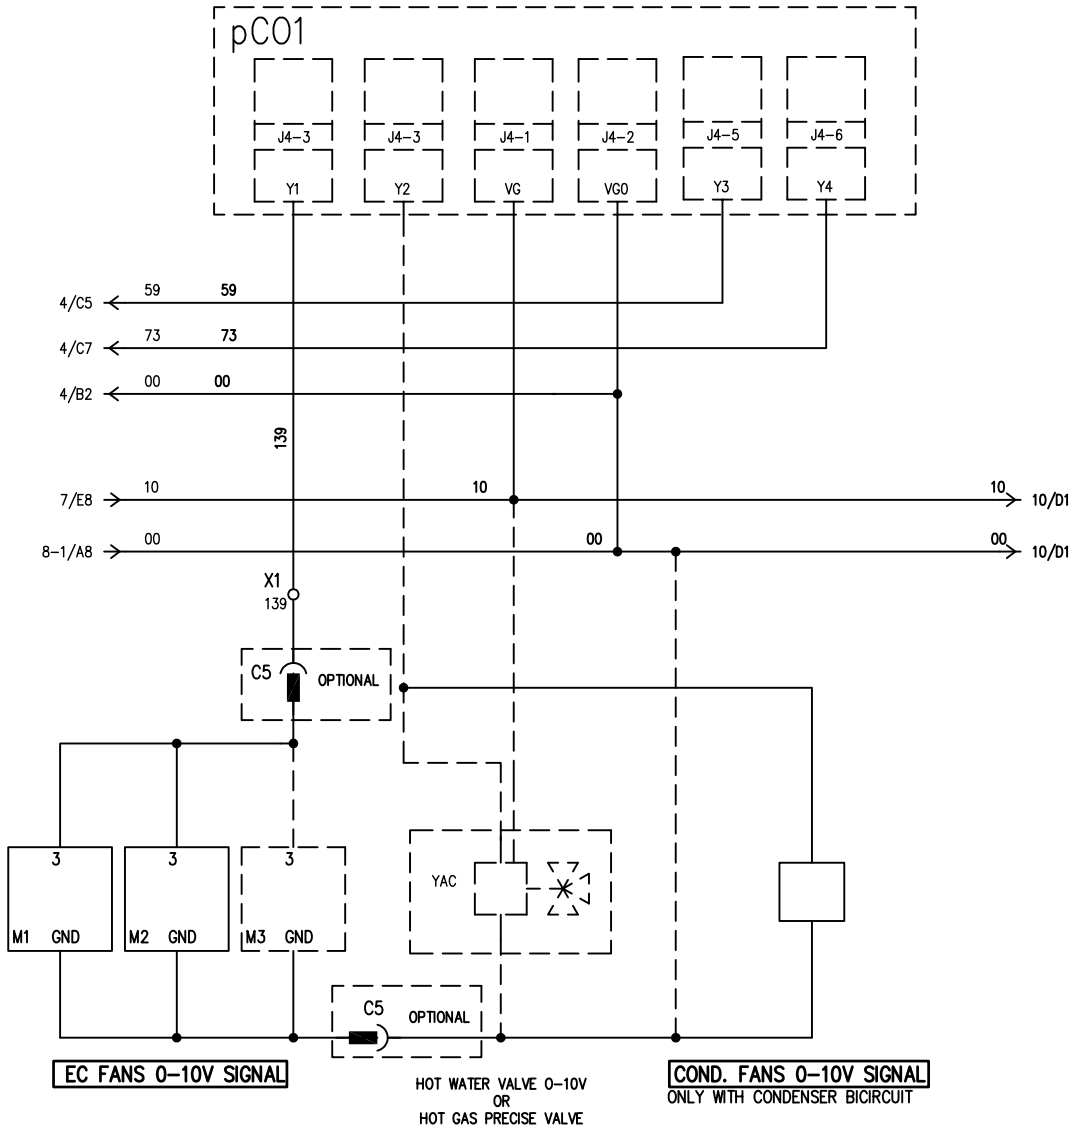 pCO1
J4-3 J4-3 J4-1 J4-2 J4-5 J4-6
Y1 Y2 VG VG0 Y3 Y4
4/C5 59 59
4/C7 73 73
4/B2 00 00
139
7/E8 10 10 10 10/D1
8-1/A8 00 00 00 10/D1
X1
139
C5 OPTIONAL
3 3 3
YAC
M1 GND M2 GND M3 GND
C5 OPTIONAL
EC FANS 0-10V SIGNAL
HOT WATER VALVE 0-10V
OR
HOT GAS PRECISE VALVE
COND. FANS 0-10V SIGNAL
ONLY WITH CONDENSER BICIRCUIT